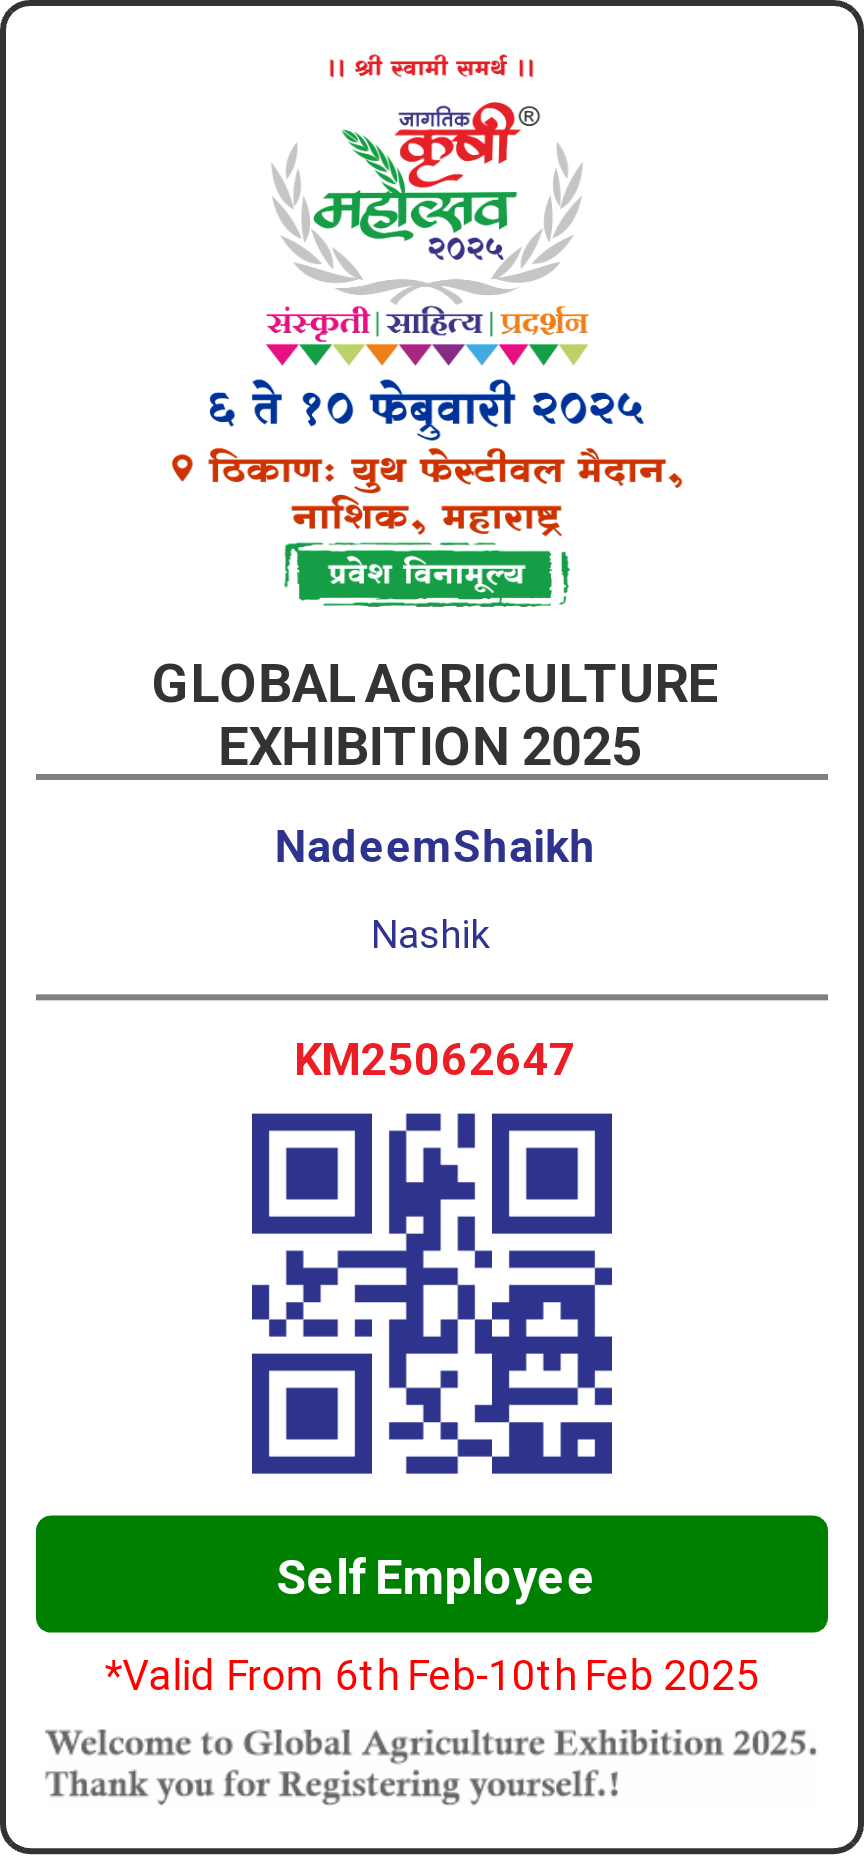 ।। श्री स्वामी समर्थ ।।
जागतिक
कृषी ®
महोत्सव
२०२५
संस्कृती | साहित्य | प्रदर्शन
६ ते १० फेब्रुवारी २०२५
ठिकाणः युथ फेस्टीवल मैदान,
नाशिक, महाराष्ट्र
प्रवेश विनामूल्य
GLOBAL AGRICULTURE
EXHIBITION 2025
Nadeem Shaikh
Nashik
KM25062647
Self Employee
*Valid From 6th Feb-10th Feb 2025
Welcome to Global Agriculture Exhibition 2025.
Thank you for Registering yourself.!